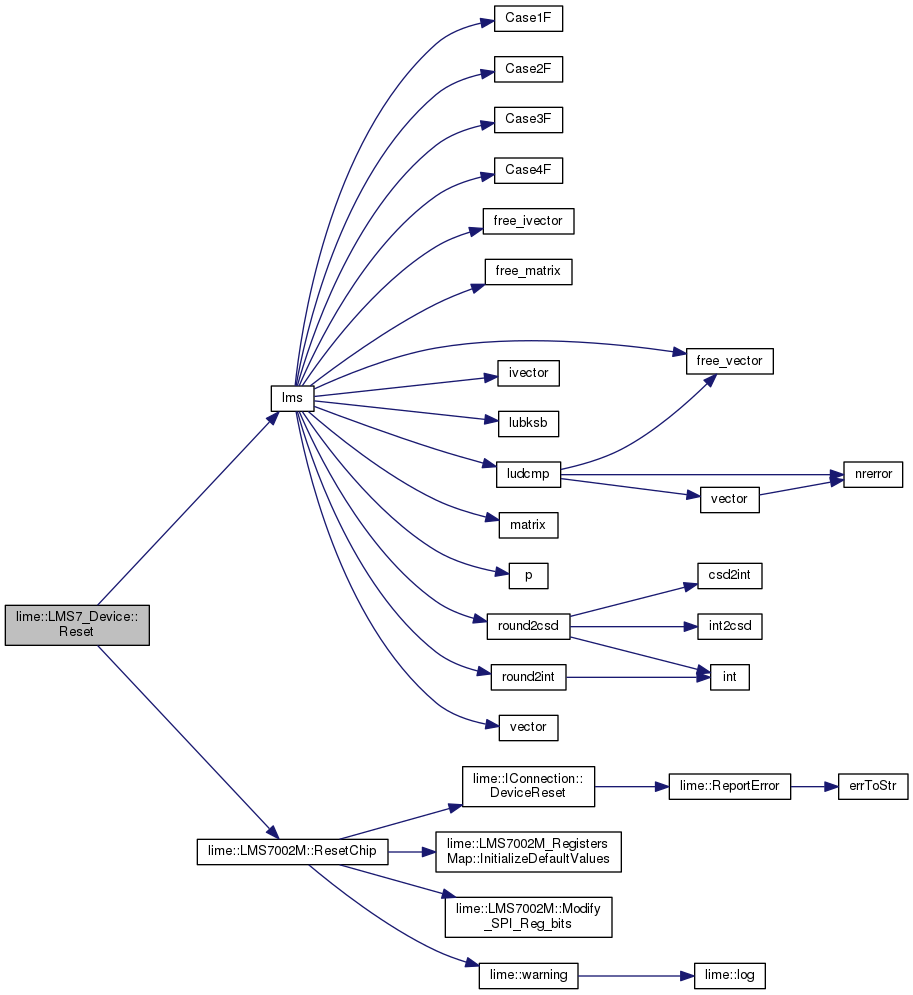 Case1F
Case2F
Case3F
Case4F
free_ivector
free_matrix
free_vector
ivector
lms
lubksb
ludcmp
nrerror
vector
matrix
p
csd2int
lime::LMS7_Device::
Reset
round2csd
int2csd
round2int
int
vector
lime::IConnection::
DeviceReset
lime::ReportError
errToStr
lime::LMS7002M::ResetChip
lime::LMS7002M_Registers
Map::InitializeDefaultValues
lime::LMS7002M::Modify
_SPI_Reg_bits
lime::warning
lime::log